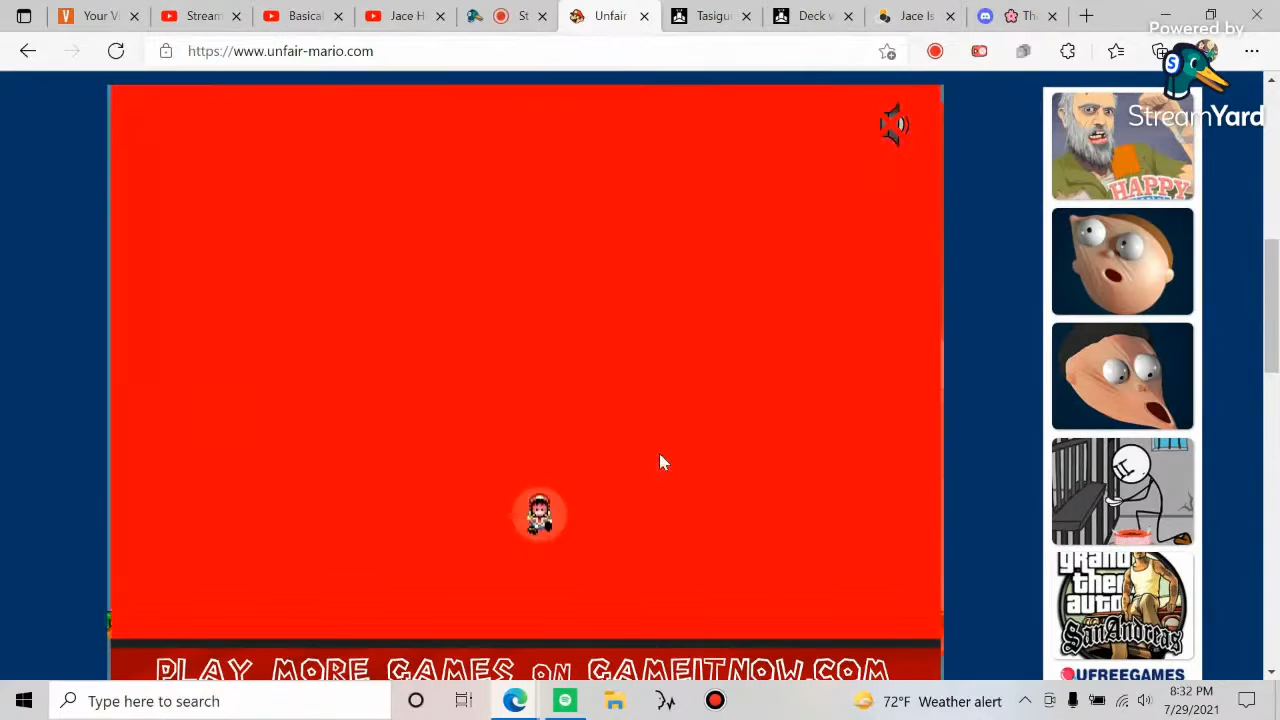 Your V
Stream
Basical
Jace H
St
Unfair
Tasigu
Deck w
Jace Is
Th
Powered by
https://www.unfair-mario.com
StreamYard
HAPPY
grand
theft
auto
San Andreas
UFREEGAMES
PLAY MORE GAMES ON GAMEITNOW.COM
Type here to search
72°F Weather alert
8:32 PM
7/29/2021